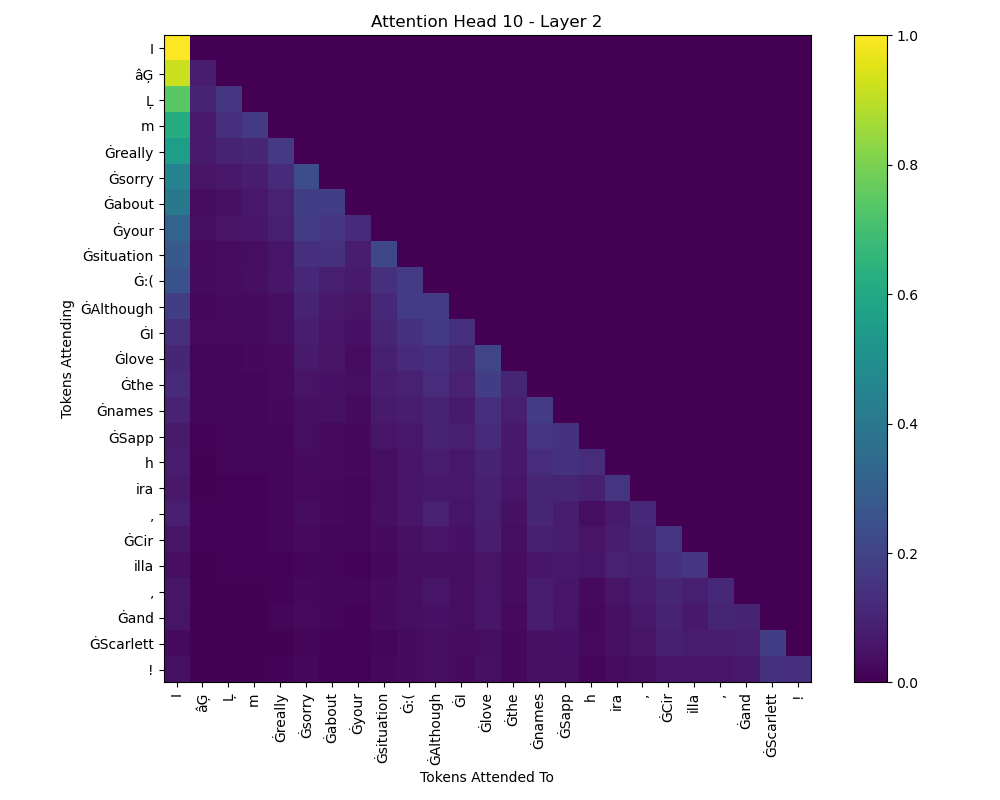 Attention Head 10 - Layer 2
Tokens Attending
I
âĢ
Ļ
m
Ġreally
Ġsorry
Ġabout
Ġyour
Ġsituation
Ġ:(
ĠAlthough
ĠI
Ġlove
Ġthe
Ġnames
ĠSapp
h
ira
,
ĠCir
illa
,
Ġand
ĠScarlett
!
I
âĢ
Ļ
m
Ġreally
Ġsorry
Ġabout
Ġyour
Ġsituation
Ġ:(
ĠAlthough
ĠI
Ġlove
Ġthe
Ġnames
ĠSapp
h
ira
,
ĠCir
illa
,
Ġand
ĠScarlett
!
Tokens Attended To
1.0
0.8
0.6
0.4
0.2
0.0